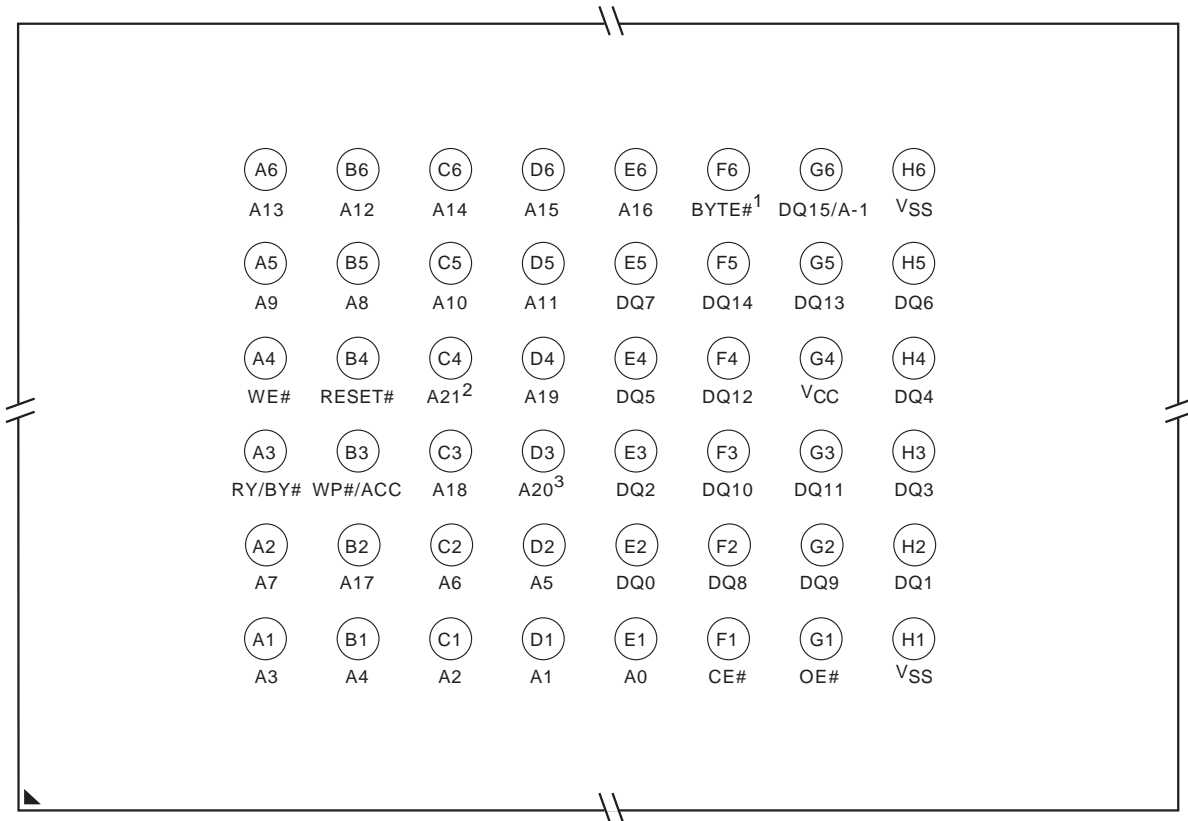 A6 B6 C6 D6 E6 F6 G6 H6
A13 A12 A14 A15 A16 BYTE#1 DQ15/A-1 VSS
A5 B5 C5 D5 E5 F5 G5 H5
A9 A8 A10 A11 DQ7 DQ14 DQ13 DQ6
A4 B4 C4 D4 E4 F4 G4 H4
WE# RESET# A212 A19 DQ5 DQ12 VCC DQ4
A3 B3 C3 D3 E3 F3 G3 H3
RY/BY# WP#/ACC A18 A203 DQ2 DQ10 DQ11 DQ3
A2 B2 C2 D2 E2 F2 G2 H2
A7 A17 A6 A5 DQ0 DQ8 DQ9 DQ1
A1 B1 C1 D1 E1 F1 G1 H1
A3 A4 A2 A1 A0 CE# OE# VSS